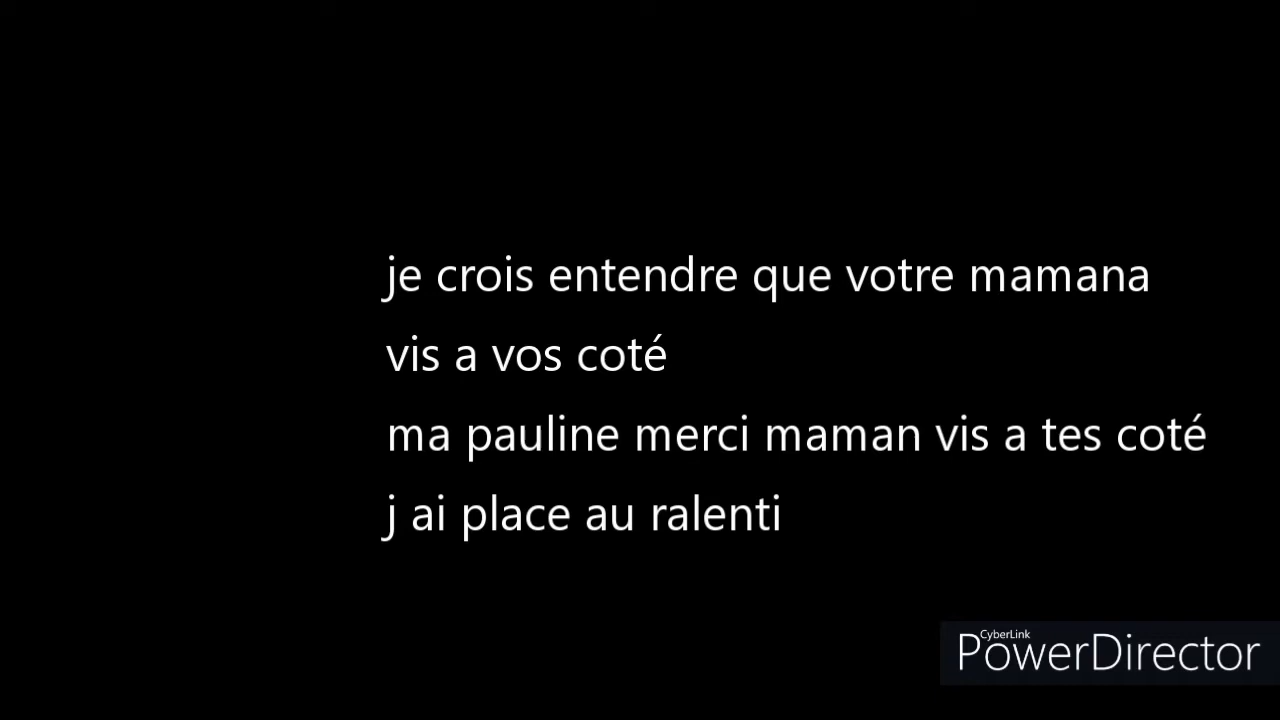 je crois entendre que votre mamana
vis a vos coté
ma pauline merci maman vis a tes coté
j ai place au ralenti
CyberLink
PowerDirector